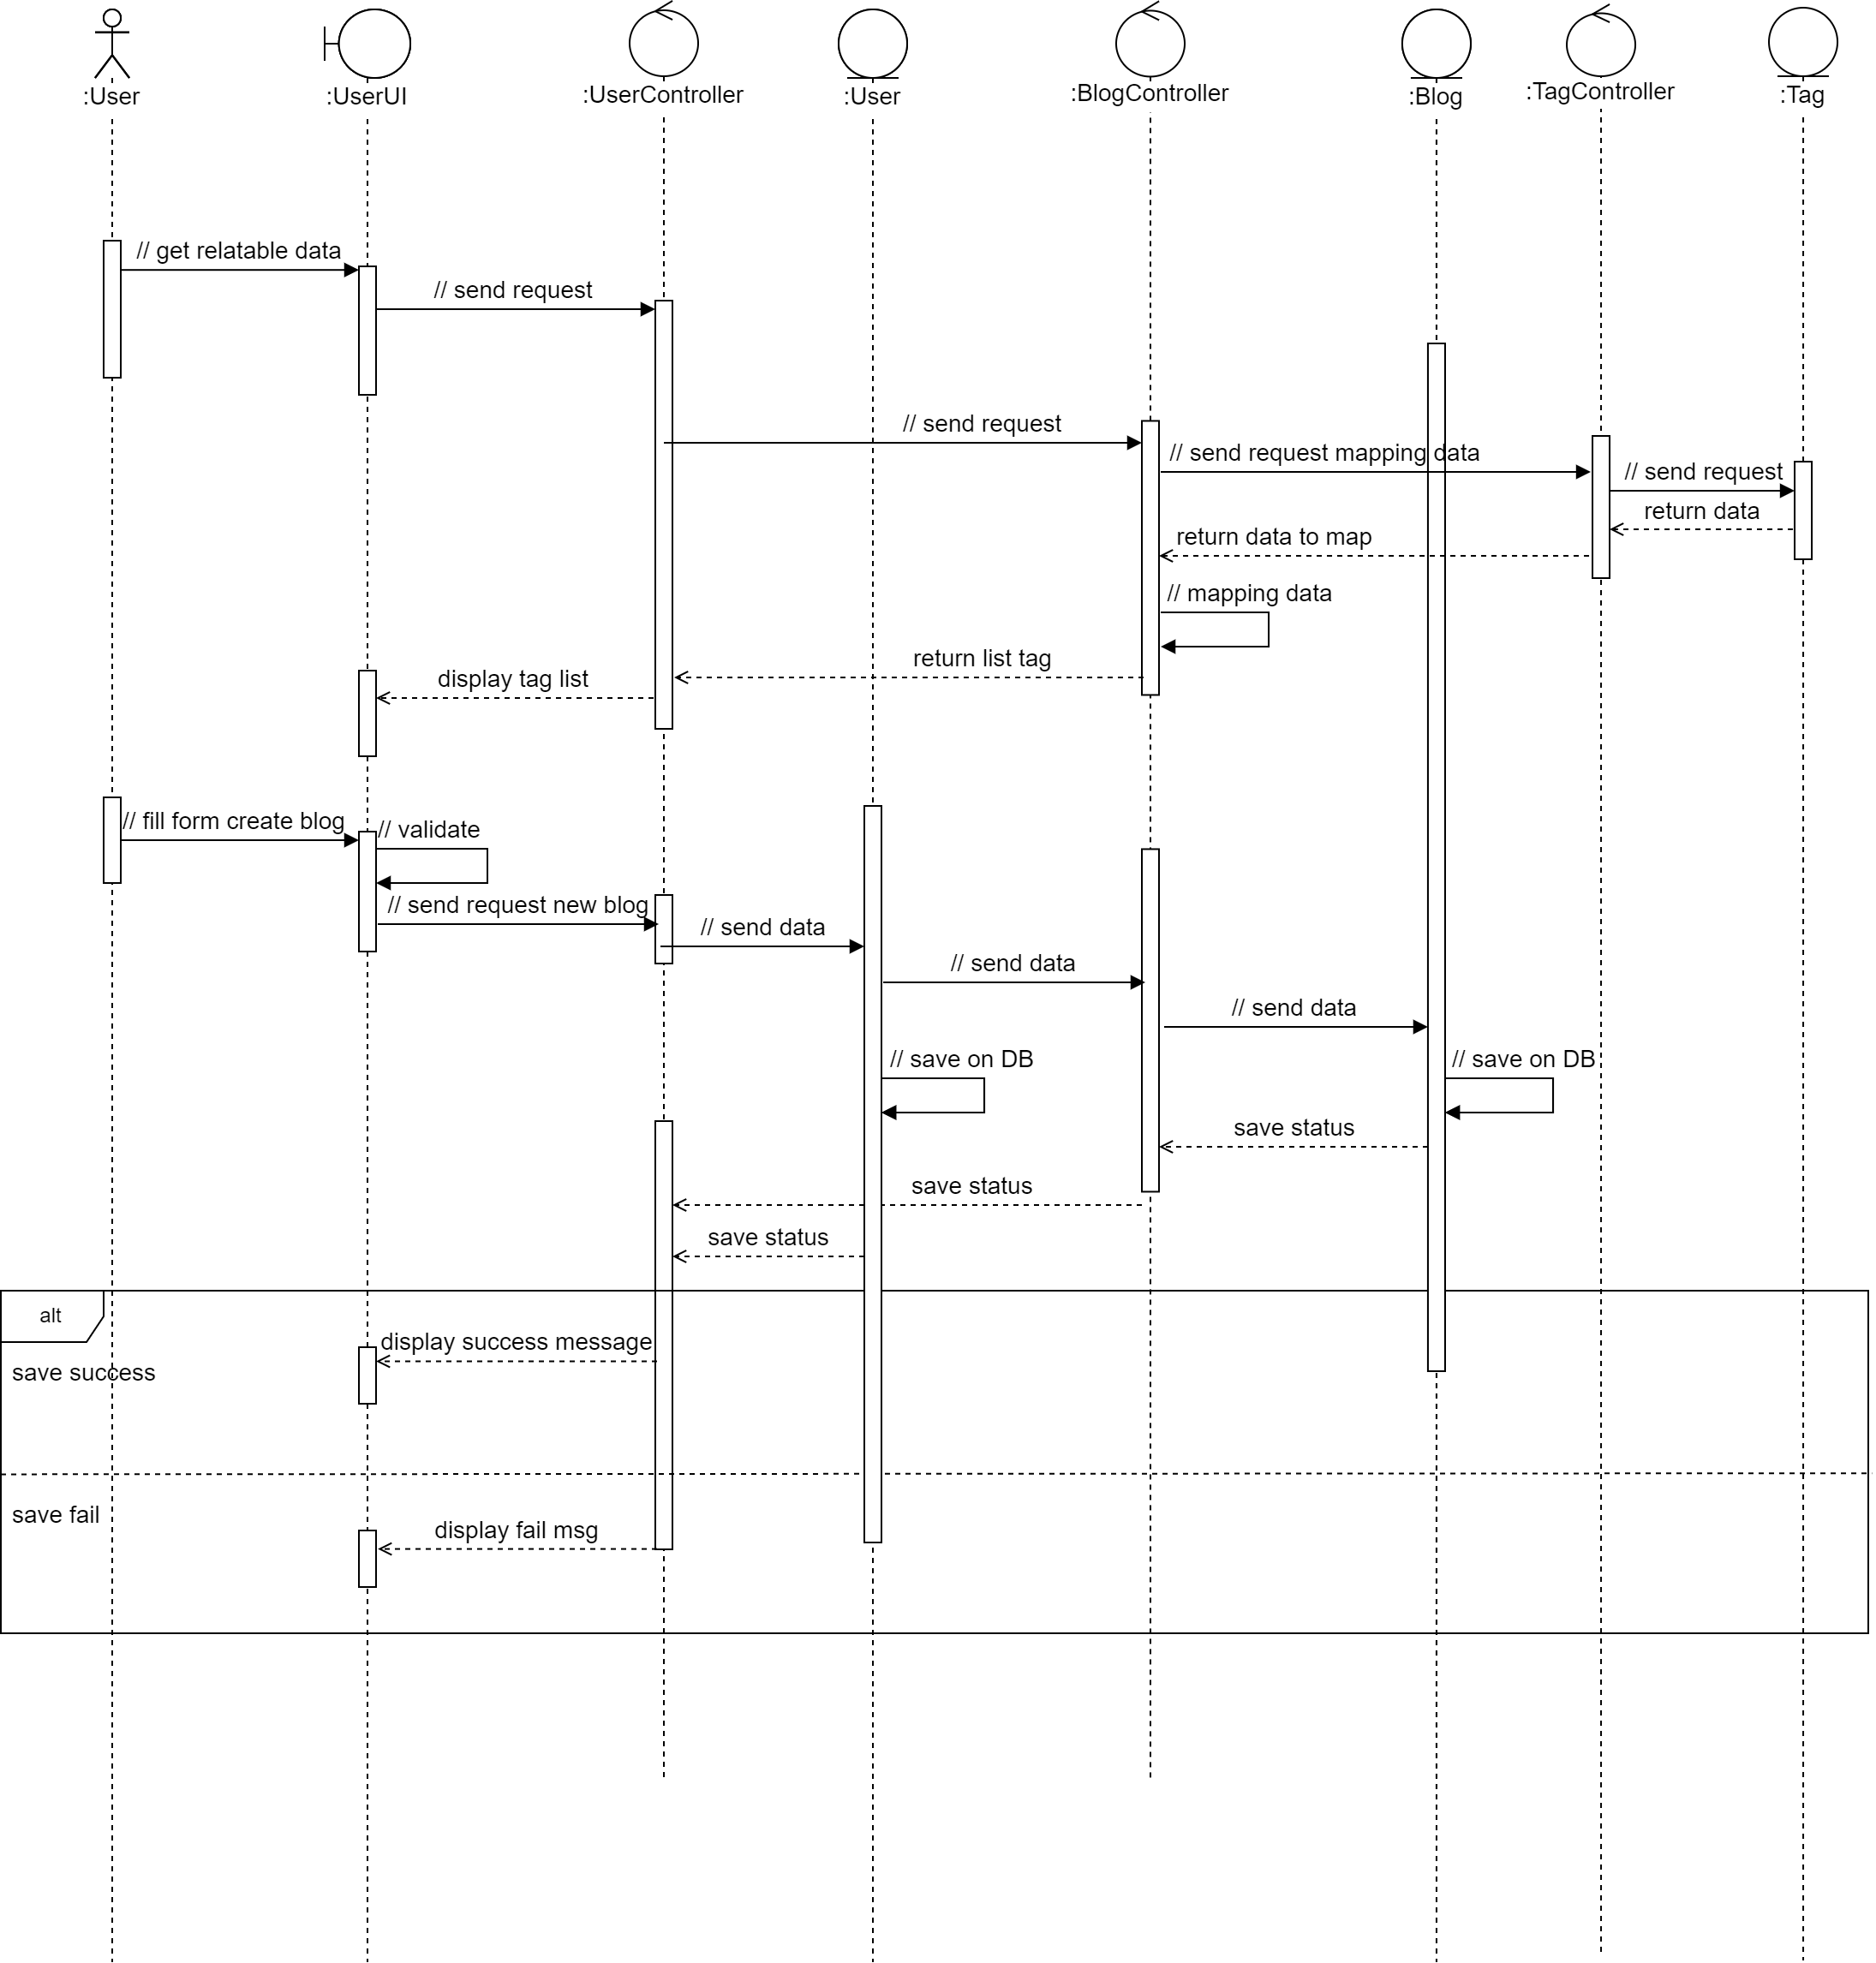 :User
:UserUI
:UserController
:User
:BlogController
:Blog
:TagController
:Tag
// get relatable data
// send request
// send request
// send request mapping data
// send request
return data
return data to map
// mapping data
return list tag
display tag list
// fill form create blog
// validate
// send request new blog
// send data
// send data
// send data
// save on DB
// save on DB
save status
save status
save status
alt
display success message
save success
save fail
display fail msg